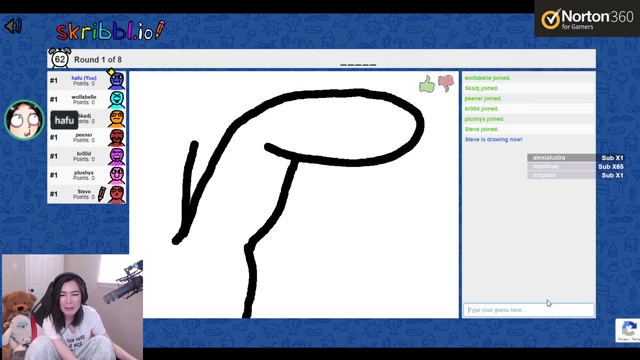 skribbl.io!
Norton360
for Gamers
62
Round 1 of 8
_____
#1 hafu (You)
Points: 0
#1 wolfabelle
Points: 0
#1 Skadj
Points: 0
#1 peener
Points: 0
#1 br00d
Points: 0
#1 plushys
Points: 0
#1 Steve
Points: 0
hafu
wolfabelle joined.
Skadj joined.
peener joined.
br00d joined.
plushys joined.
Steve joined.
Steve is drawing now!
alexialustra Sub X1
Sub X65
Sub X1
Type your guess here...